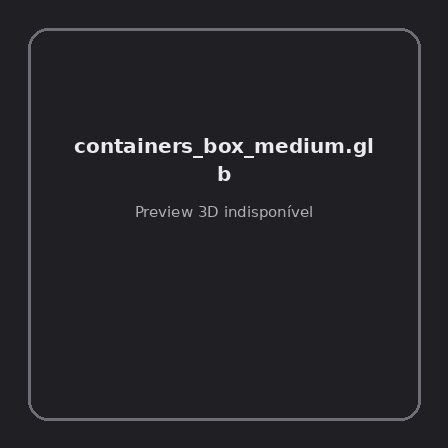 containers_box_medium.gl
b
Preview 3D indisponível